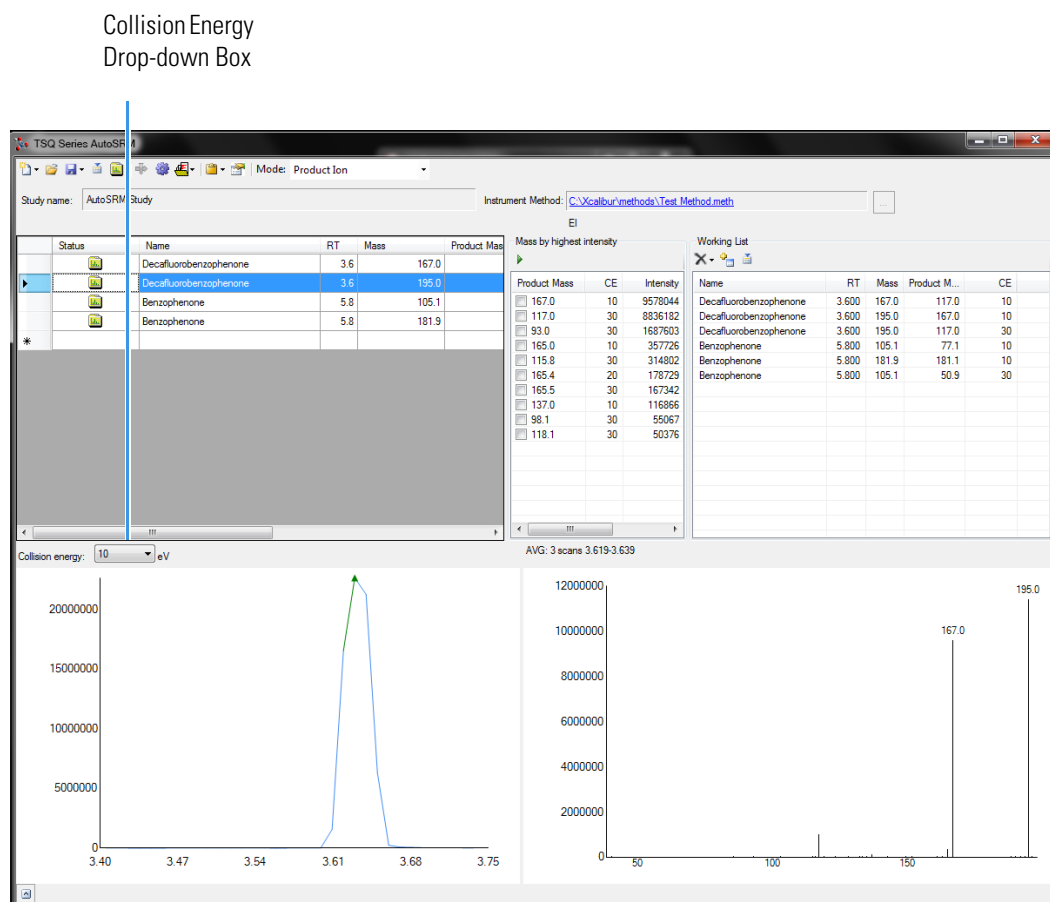 Collision Energy
Drop-down Box
TSQ Series AutoSRM
Mode: Product Ion
Study name: AutoSRM Study
Instrument Method: C:\Xcalibur\methods\Test Method.meth ...
EI
Status Name RT Mass Product Mas
Decafluorobenzophenone 3.6 167.0
Decafluorobenzophenone 3.6 195.0
Benzophenone 5.8 105.1
Benzophenone 5.8 181.9
Mass by highest intensity
Product Mass CE Intensity
167.0 10 9578044
117.0 30 8836182
93.0 30 1687603
165.0 10 357726
115.8 30 314802
165.4 20 178729
165.5 30 167342
137.0 10 116866
98.1 30 55067
118.1 30 50376
Working List
Name RT Mass Product M... CE
Decafluorobenzophenone 3.600 167.0 117.0 10
Decafluorobenzophenone 3.600 195.0 167.0 10
Decafluorobenzophenone 3.600 195.0 117.0 30
Benzophenone 5.800 105.1 77.1 10
Benzophenone 5.800 181.9 181.1 10
Benzophenone 5.800 105.1 50.9 30
Collision energy: 10 eV
20000000
15000000
10000000
5000000
0
3.40 3.47 3.54 3.61 3.68 3.75
AVG: 3 scans 3.619-3.639
12000000
10000000
8000000
6000000
4000000
2000000
0
195.0
167.0
50 100 150